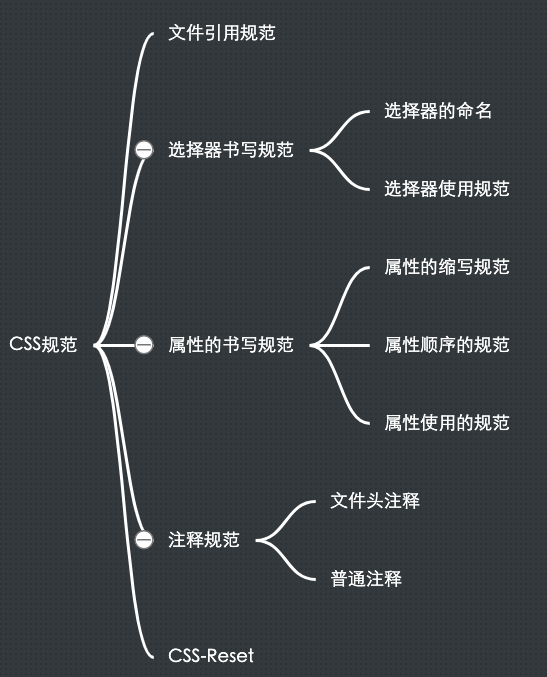 文件引用规范
选择器的命名
选择器书写规范
选择器使用规范
属性的缩写规范
CSS规范
属性的书写规范
属性顺序的规范
属性使用的规范
文件头注释
注释规范
普通注释
CSS-Reset